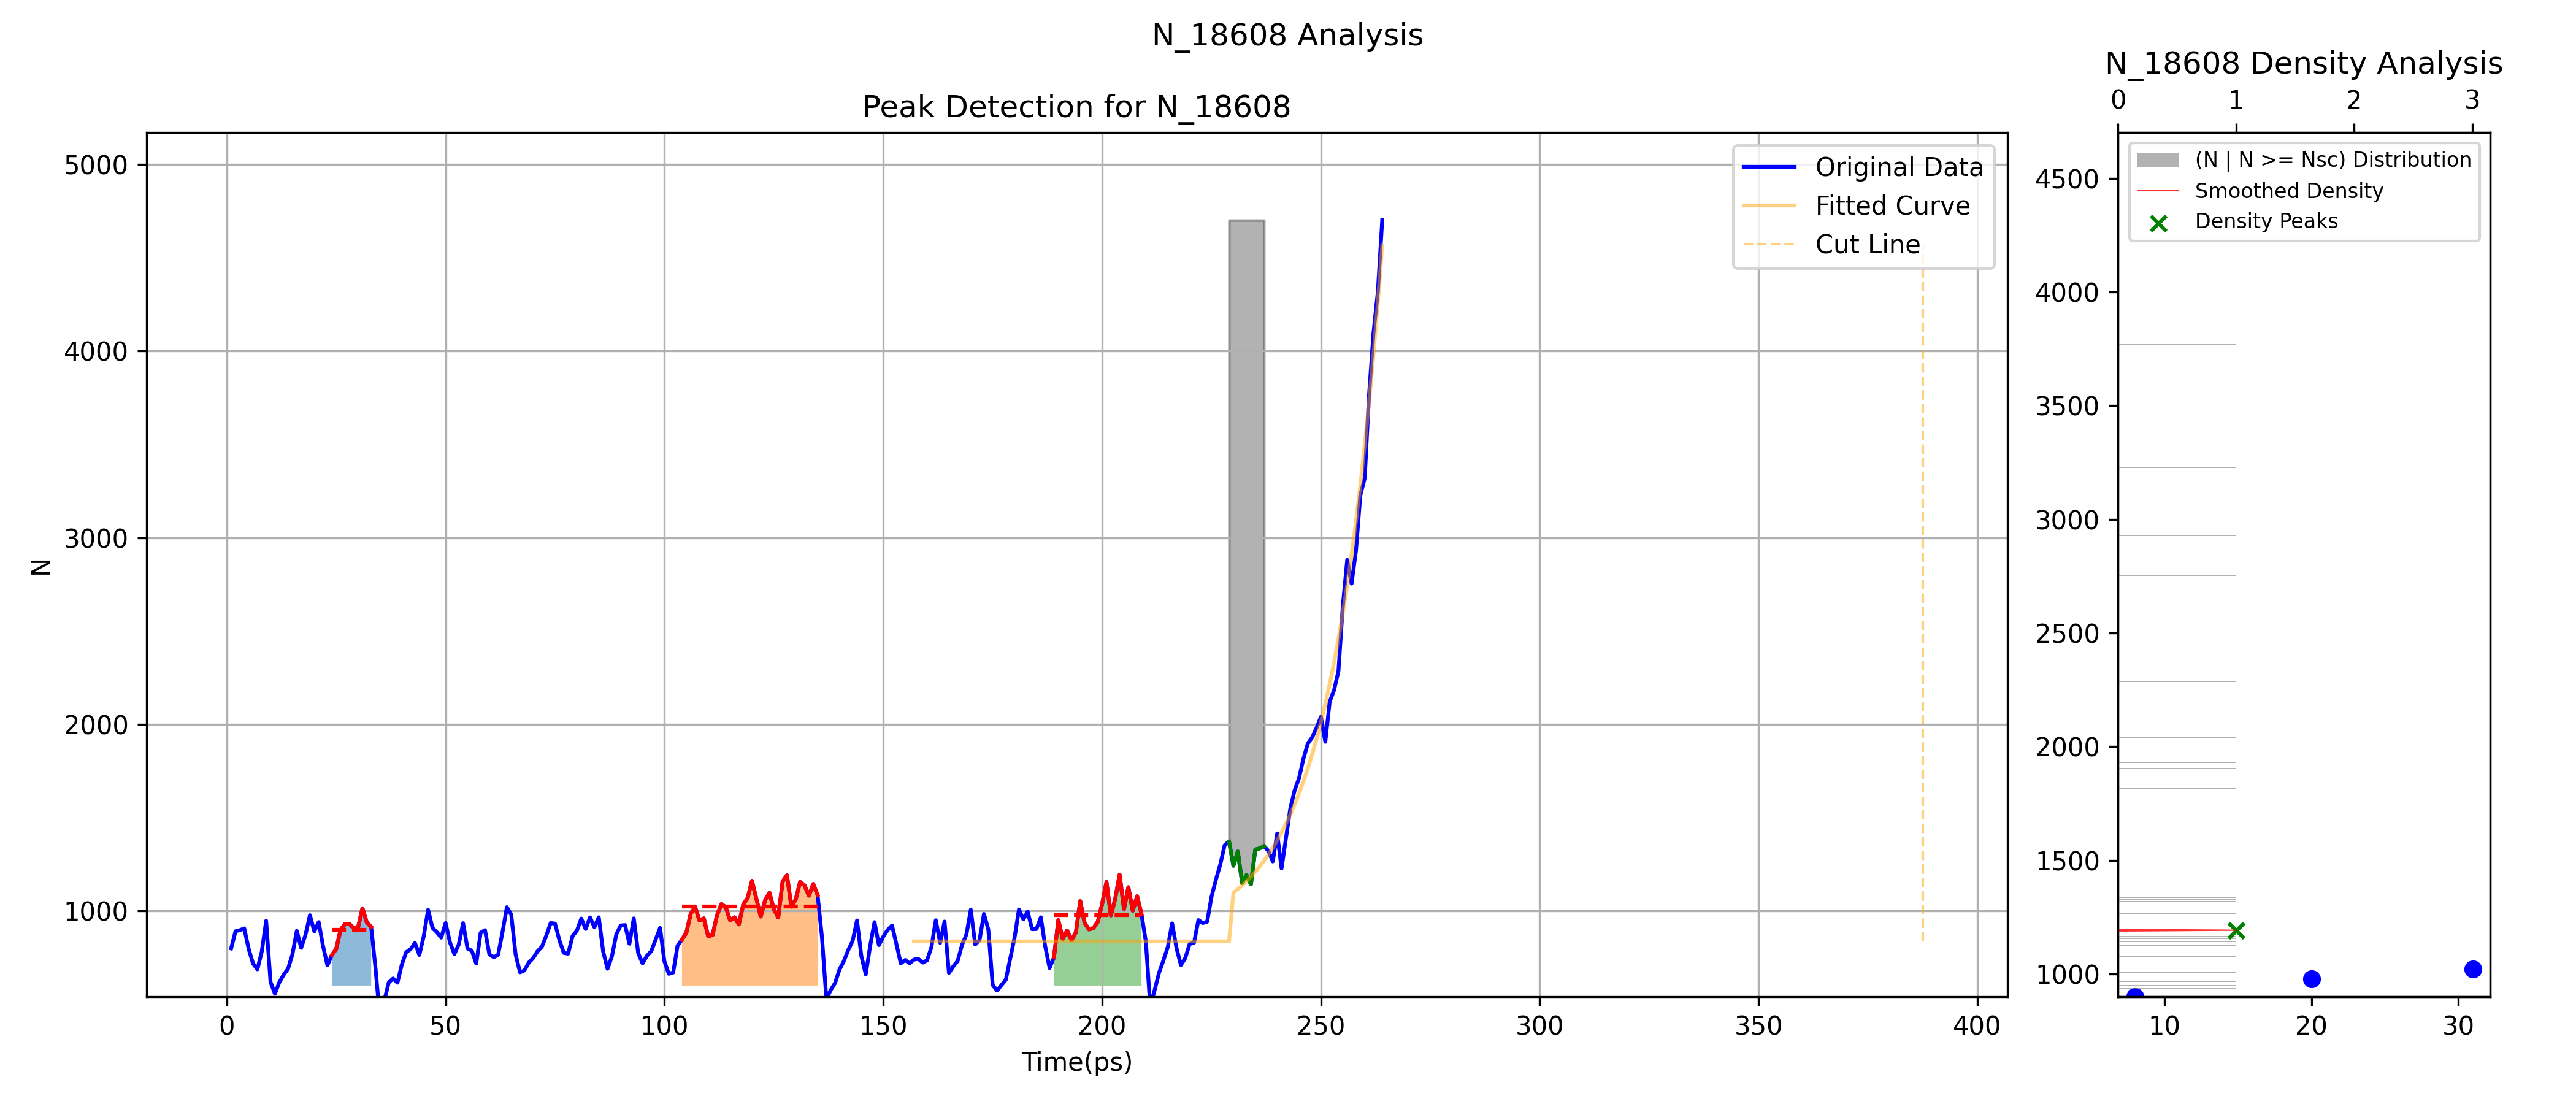 N_18608 Analysis
Peak Detection for N_18608
N
5000
4000
3000
2000
1000
0 50 100 150 200 250 300 350 400
Time(ps)
Original Data
Fitted Curve
Cut Line
N_18608 Density Analysis
0 1 2 3
(N | N >= Nsc) Distribution
Smoothed Density
Density Peaks
4500
4000
3500
3000
2500
2000
1500
1000
10 20 30